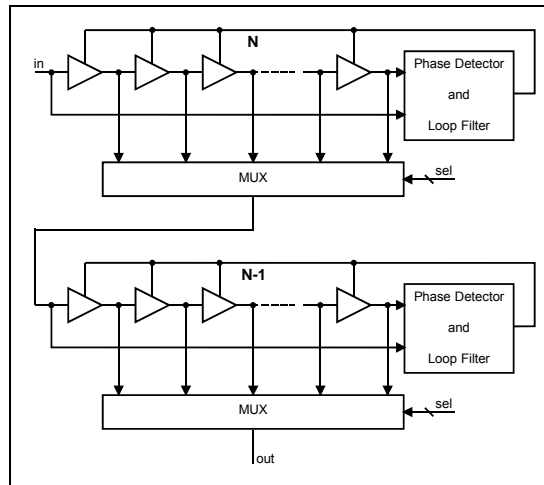 N
in
Phase Detector
and
Loop Filter
MUX
sel
N-1
Phase Detector
and
Loop Filter
MUX
sel
out